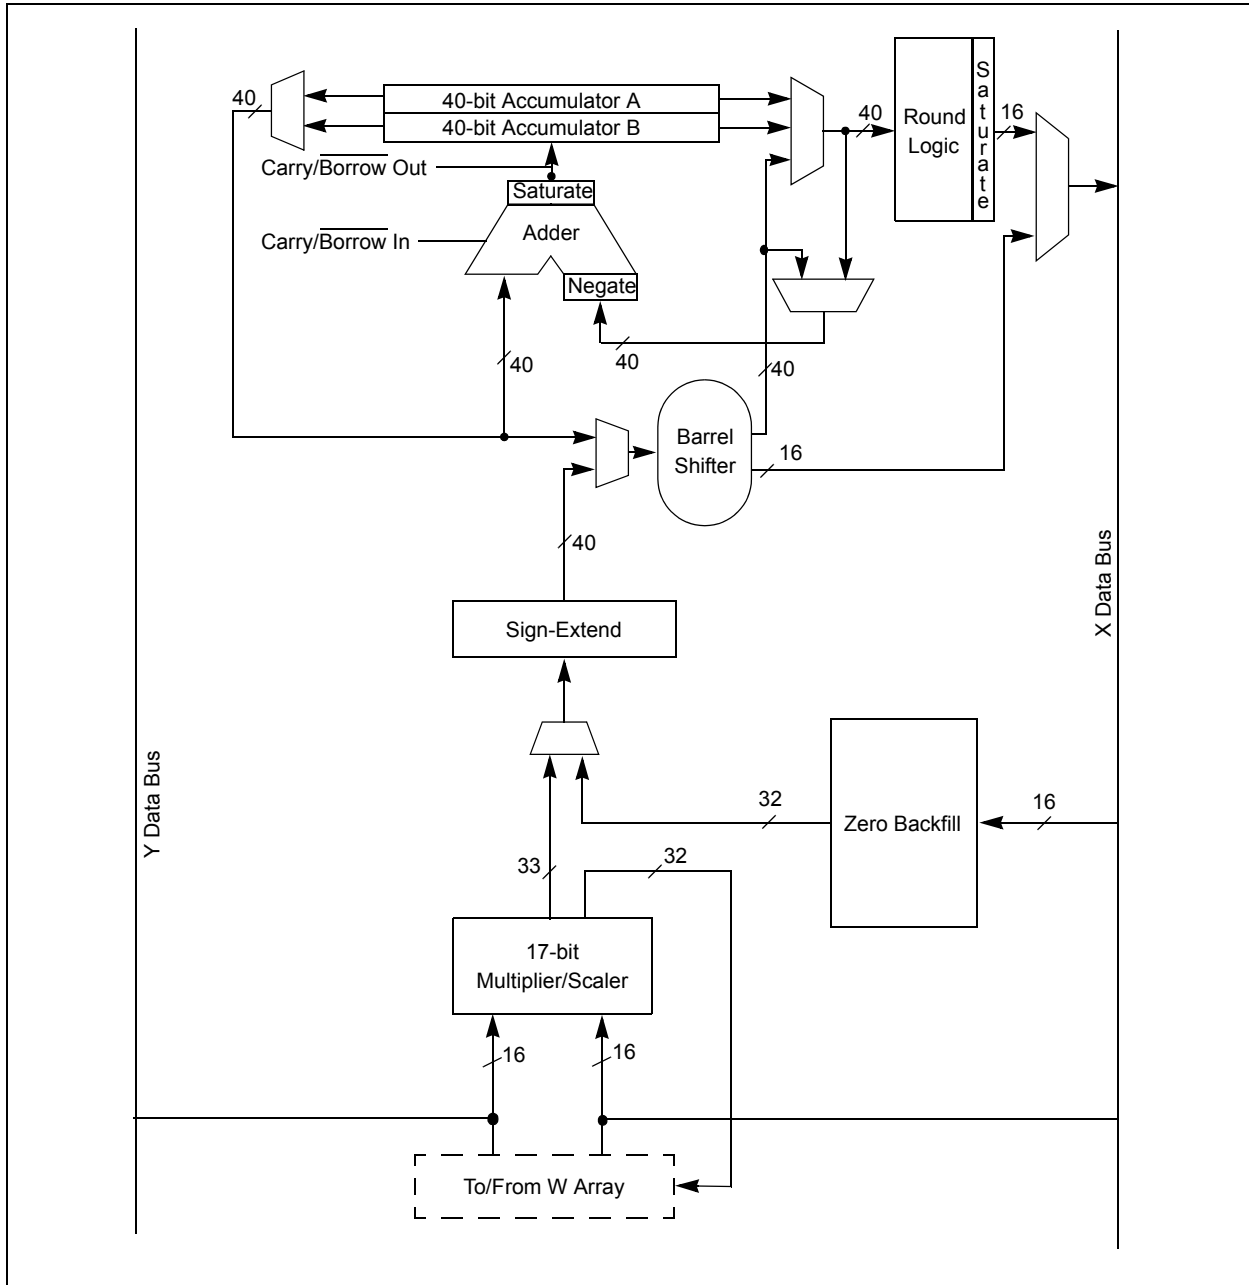 40
40-bit Accumulator A
40-bit Accumulator B
40
Round
Logic
Saturate
16
Carry/Borrow Out
Saturate
Adder
Carry/Borrow In
Negate
40
40
40
Barrel
Shifter
16
40
Sign-Extend
X Data Bus
Y Data Bus
32
Zero Backfill
16
33
32
17-bit
Multiplier/Scaler
16
16
To/From W Array